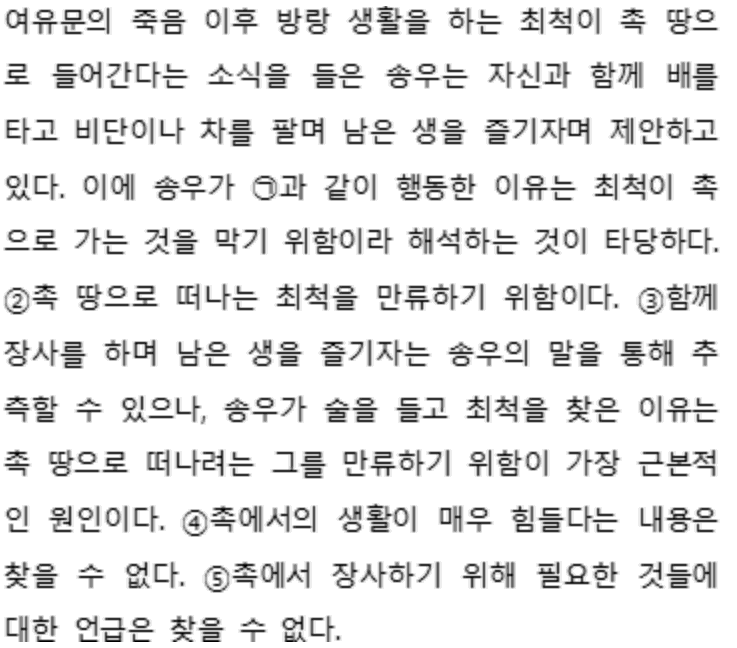 여유문의 죽음 이후 방랑 생활을 하는 최척이 촉 땅으
로 들어간다는 소식을 들은 송우는 자신과 함께 배를
타고 비단이나 차를 팔며 남은 생을 즐기자며 제안하고
있다. 이에 송우가 ㉠과 같이 행동한 이유는 최척이 촉
으로 가는 것을 막기 위함이라 해석하는 것이 타당하다.
②촉 땅으로 떠나는 최척을 만류하기 위함이다. ③함께
장사를 하며 남은 생을 즐기자는 송우의 말을 통해 추
측할 수 있으나, 송우가 술을 들고 최척을 찾은 이유는
촉 땅으로 떠나려는 그를 만류하기 위함이 가장 근본적
인 원인이다. ④촉에서의 생활이 매우 힘들다는 내용은
찾을 수 없다. ⑤촉에서 장사하기 위해 필요한 것들에
대한 언급은 찾을 수 없다.